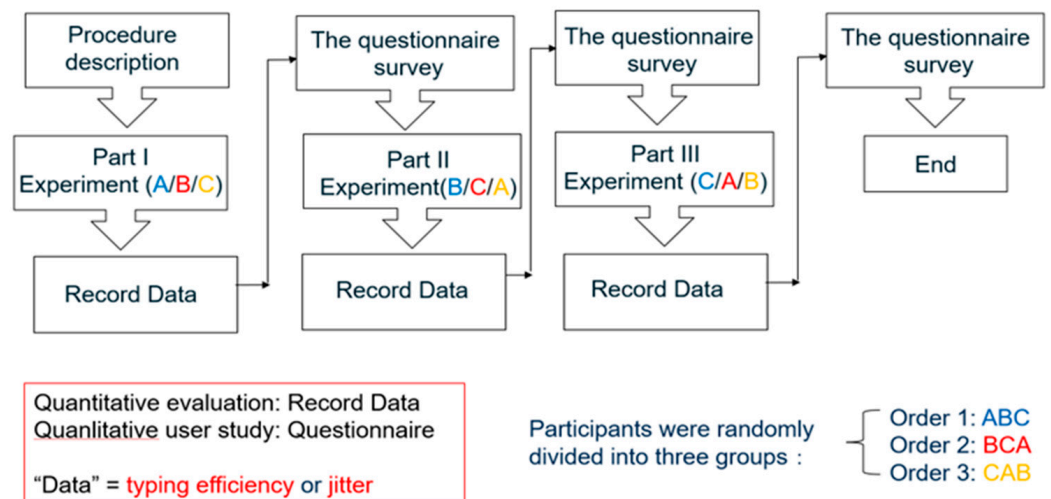 Procedure
description
Part I
Experiment (A/B/C)
Record Data
The questionnaire
survey
Part II
Experiment(B/C/A)
Record Data
The questionnaire
survey
Part III
Experiment (C/A/B)
Record Data
The questionnaire
survey
End
Quantitative evaluation: Record Data
Quanlitative user study: Questionnaire
“Data” = typing efficiency or jitter
Participants were randomly
divided into three groups :
Order 1: ABC
Order 2: BCA
Order 3: CAB